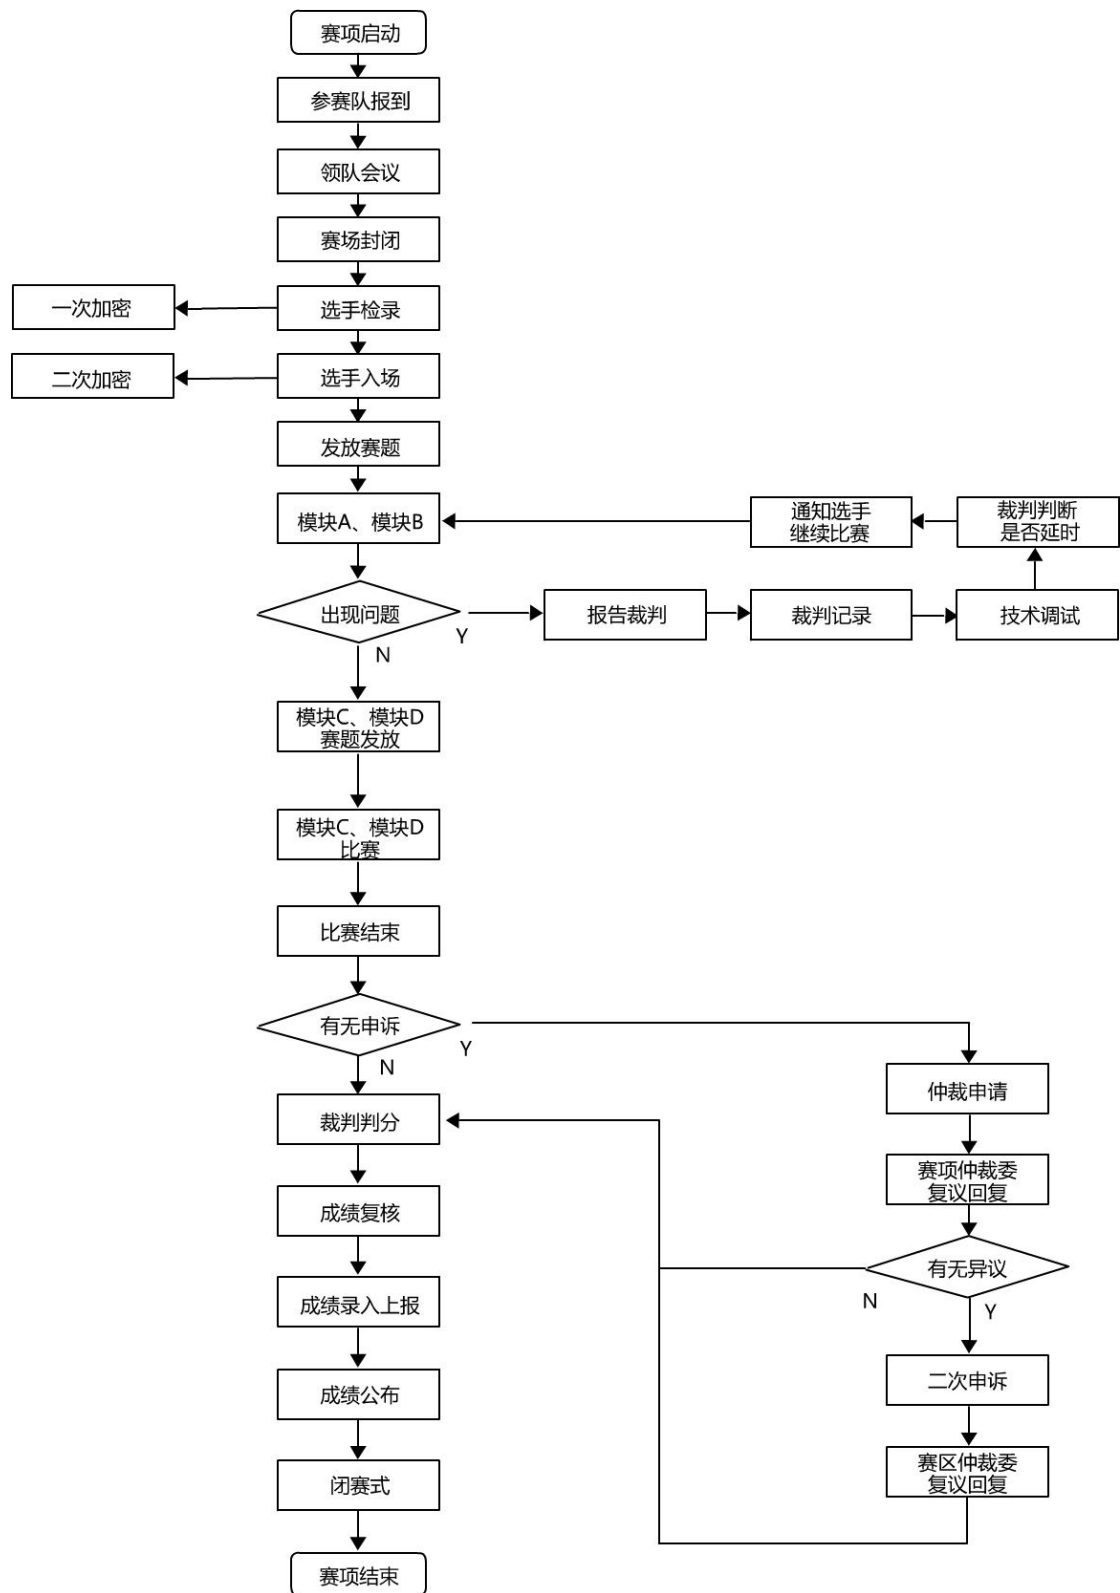 赛项启动
参赛队报到
领队会议
赛场封闭
一次加密
选手检录
二次加密
选手入场
发放赛题
模块A、模块B
通知选手
继续比赛
裁判判断
是否延时
出现问题
Y
N
报告裁判
裁判记录
技术调试
模块C、模块D
赛题发放
模块C、模块D
比赛
比赛结束
有无申诉
Y
N
仲裁申请
裁判判分
赛项仲裁委
复议回复
成绩复核
有无异议
N
Y
成绩录入上报
二次申诉
成绩公布
赛区仲裁委
复议回复
闭赛式
赛项结束